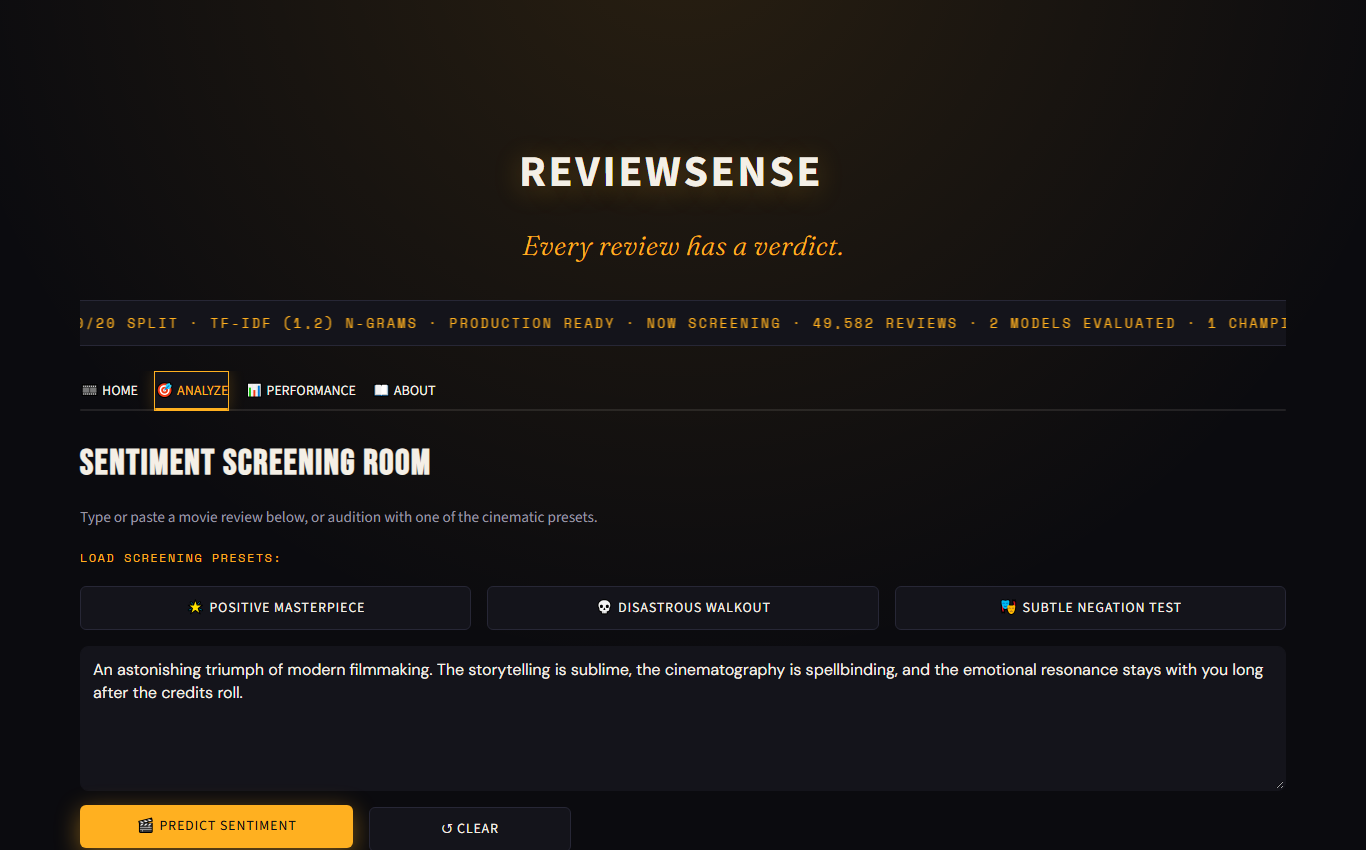 REVIEWSENSE
Every review has a verdict.
/20 SPLIT · TF-IDF (1,2) N-GRAMS · PRODUCTION READY · NOW SCREENING · 49,582 REVIEWS · 2 MODELS EVALUATED · 1 CHAMPI
HOME ANALYZE PERFORMANCE ABOUT
SENTIMENT SCREENING ROOM
Type or paste a movie review below, or audition with one of the cinematic presets.
LOAD SCREENING PRESETS:
POSITIVE MASTERPIECE DISASTROUS WALKOUT SUBTLE NEGATION TEST
An astonishing triumph of modern filmmaking. The storytelling is sublime, the cinematography is spellbinding, and the emotional resonance stays with you long
after the credits roll.
PREDICT SENTIMENT ↺ CLEAR